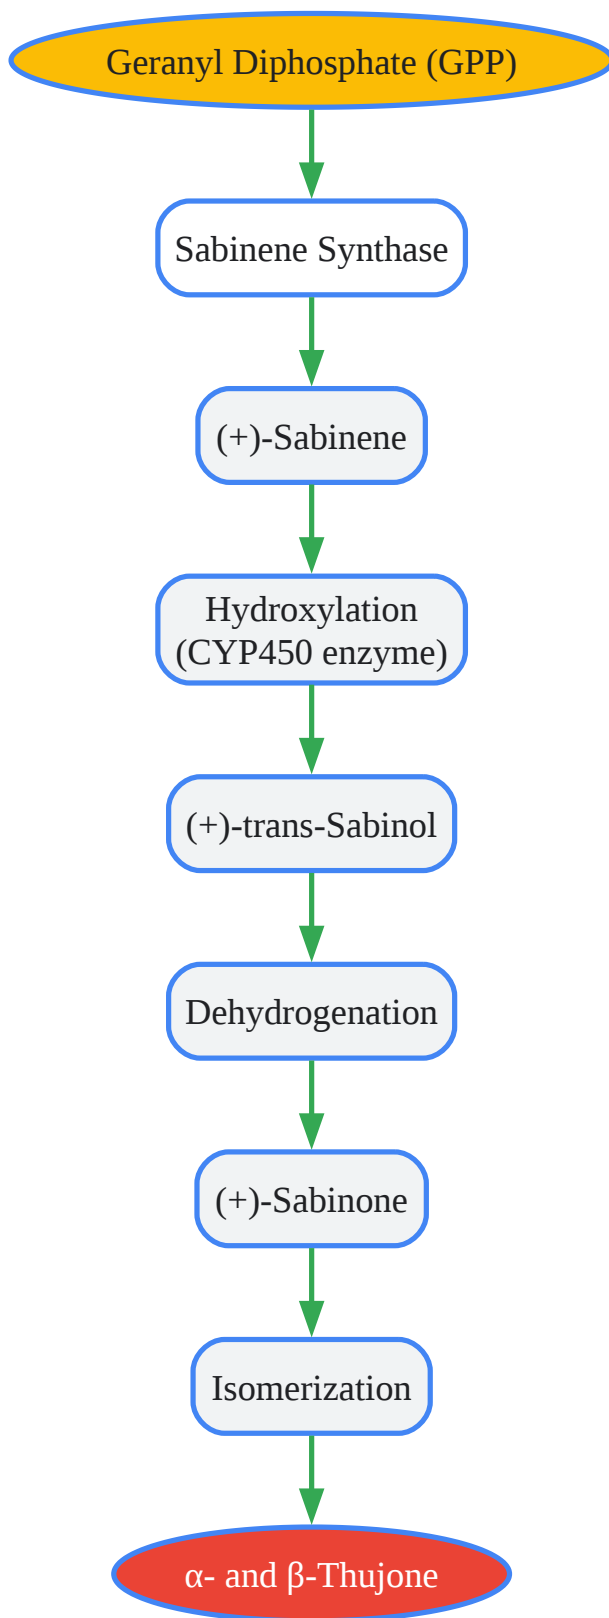 Geranyl Diphosphate (GPP)
Sabinene Synthase
(+)-Sabinene
Hydroxylation
(CYP450 enzyme)
(+)-trans-Sabinol
Dehydrogenation
(+)-Sabinone
Isomerization
α- and β-Thujone